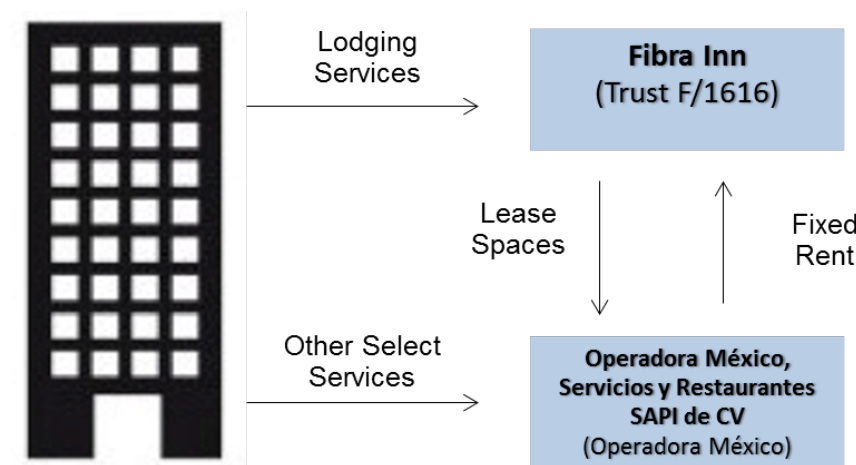 Lodging
Services
Fibra Inn
(Trust F/1616)
Lease
Spaces
Fixed
Rent
Other Select
Services
Operadora México,
Servicios y Restaurantes
SAPI de CV
(Operadora México)